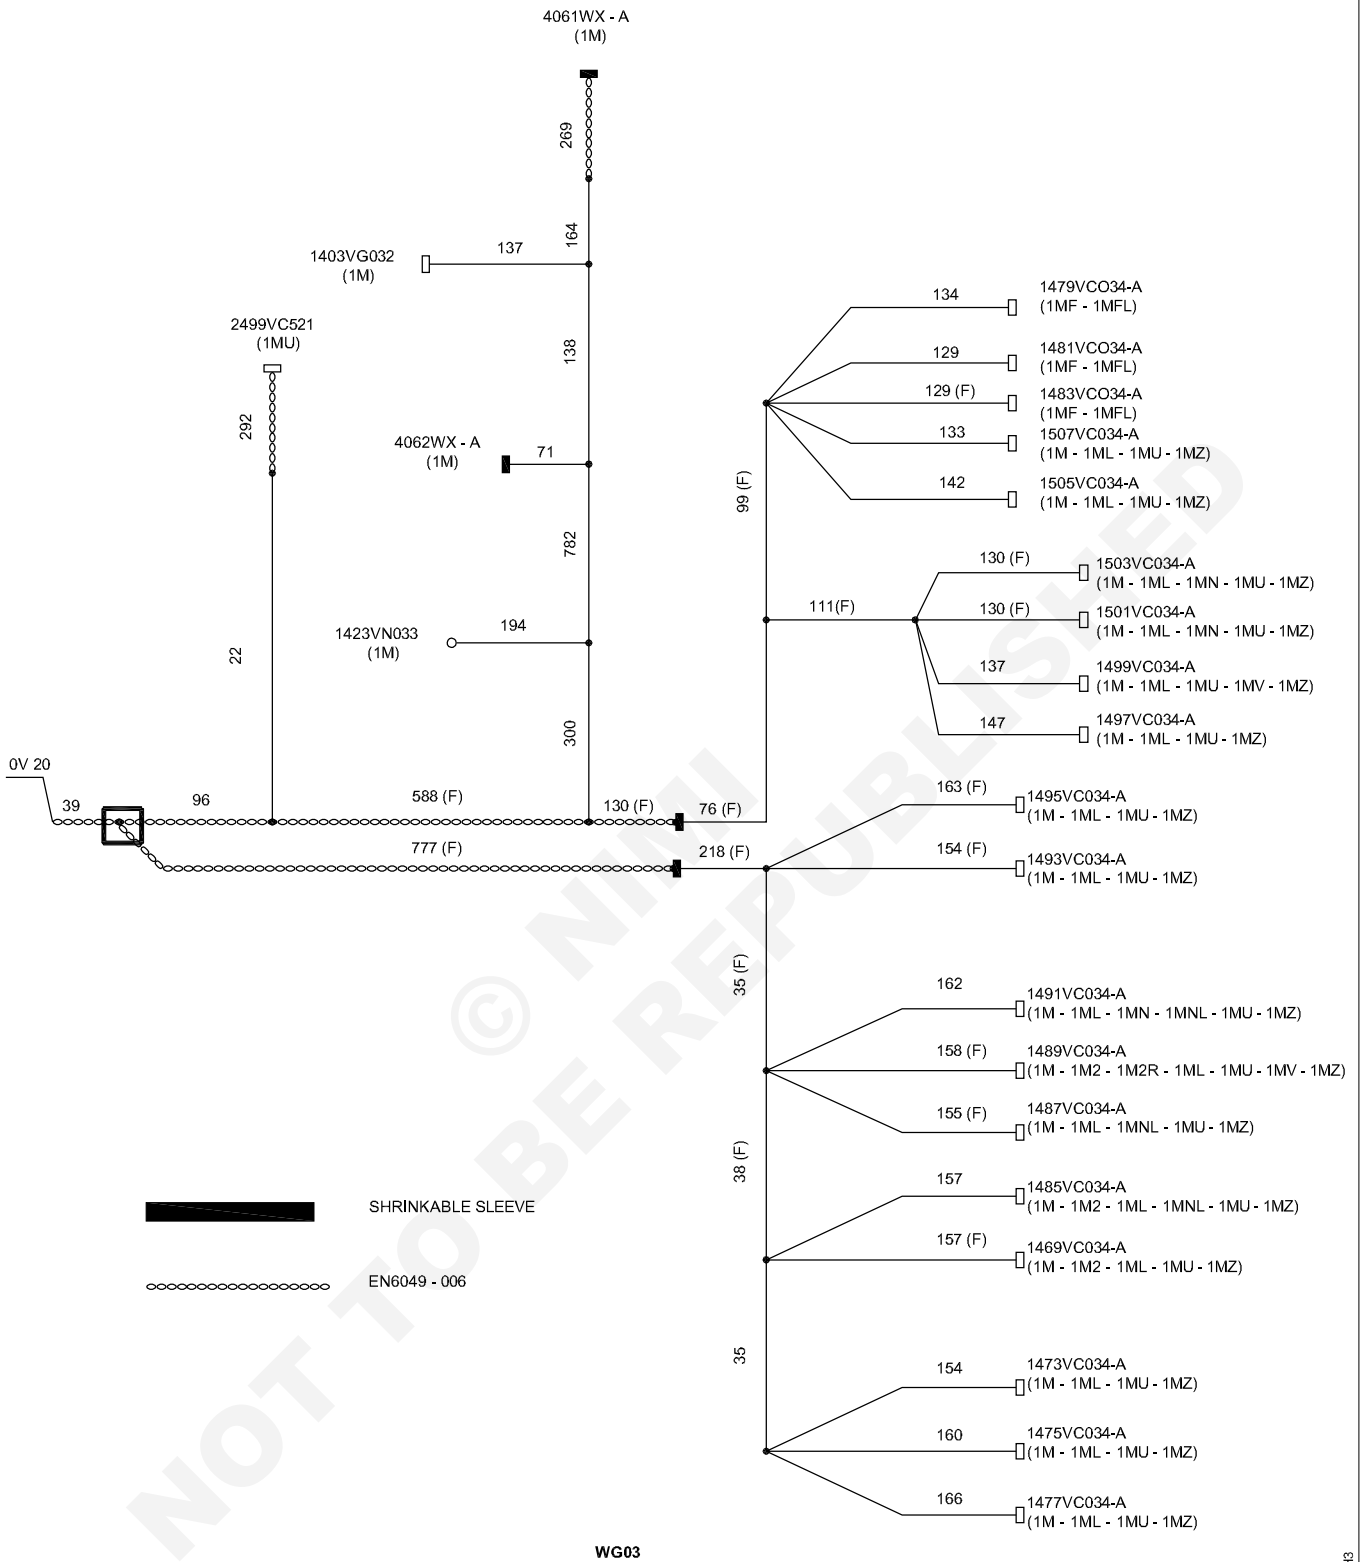 4061WX - A
(1M)
269
164
1403VG032
(1M)
137
2499VC521
(1MU)
138
292
4062WX - A
(1M)
71
782
1423VN033
(1M)
194
22
300
0V 20
39
96
588 (F)
130 (F)
76 (F)
777 (F)
218 (F)
99 (F)
134
1479VCO34-A
(1MF - 1MFL)
129
1481VCO34-A
(1MF - 1MFL)
129 (F)
1483VCO34-A
(1MF - 1MFL)
133
1507VC034-A
(1M - 1ML - 1MU - 1MZ)
142
1505VC034-A
(1M - 1ML - 1MU - 1MZ)
111(F)
130 (F)
1503VC034-A
(1M - 1ML - 1MN - 1MU - 1MZ)
130 (F)
1501VC034-A
(1M - 1ML - 1MN - 1MU - 1MZ)
137
1499VC034-A
(1M - 1ML - 1MU - 1MV - 1MZ)
147
1497VC034-A
(1M - 1ML - 1MU - 1MZ)
163 (F)
1495VC034-A
(1M - 1ML - 1MU - 1MZ)
154 (F)
1493VC034-A
(1M - 1ML - 1MU - 1MZ)
35 (F)
162
1491VC034-A
(1M - 1ML - 1MN - 1MNL - 1MU - 1MZ)
158 (F)
1489VC034-A
(1M - 1M2 - 1M2R - 1ML - 1MU - 1MV - 1MZ)
155 (F)
1487VC034-A
(1M - 1ML - 1MNL - 1MU - 1MZ)
38 (F)
157
1485VC034-A
(1M - 1M2 - 1ML - 1MNL - 1MU - 1MZ)
157 (F)
1469VC034-A
(1M - 1M2 - 1ML - 1MU - 1MZ)
35
154
1473VC034-A
(1M - 1ML - 1MU - 1MZ)
160
1475VC034-A
(1M - 1ML - 1MU - 1MZ)
166
1477VC034-A
(1M - 1ML - 1MU - 1MZ)
SHRINKABLE SLEEVE
EN6049 - 006
WG03
© NIMI
NOT TO BE REPUBLISHED